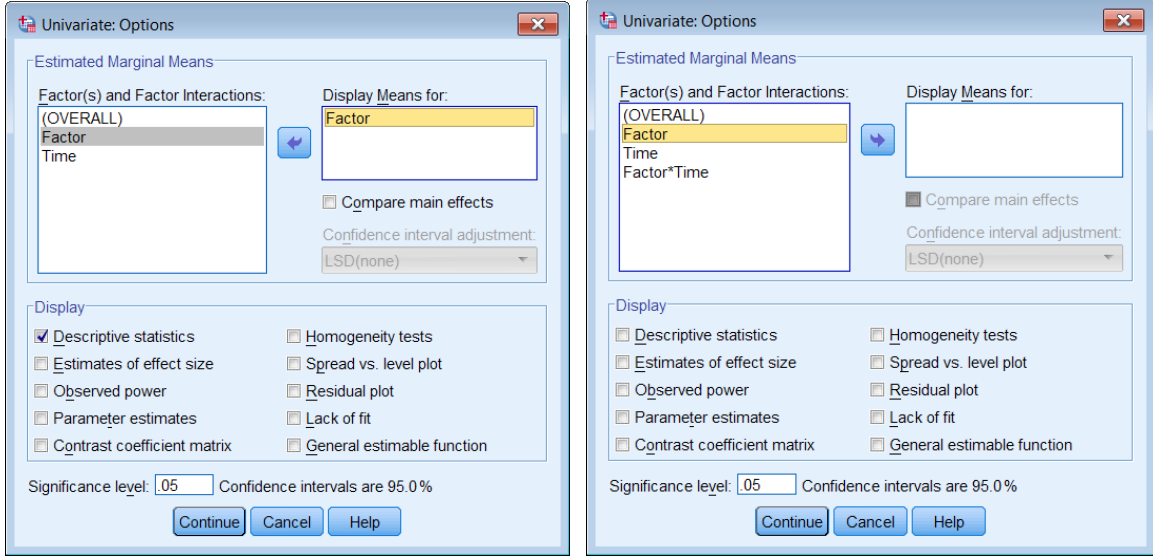 Univariate: Options
Estimated Marginal Means
Factor(s) and Factor Interactions:
(OVERALL)
Factor
Time
Display Means for:
Factor
Compare main effects
Confidence interval adjustment:
LSD(none)
Display
Descriptive statistics
Estimates of effect size
Observed power
Parameter estimates
Contrast coefficient matrix
Homogeneity tests
Spread vs. level plot
Residual plot
Lack of fit
General estimable function
Significance level: .05 Confidence intervals are 95.0%
Continue Cancel Help
Univariate: Options
Estimated Marginal Means
Factor(s) and Factor Interactions:
(OVERALL)
Factor
Time
Factor*Time
Display Means for:
Compare main effects
Confidence interval adjustment:
LSD(none)
Display
Descriptive statistics
Estimates of effect size
Observed power
Parameter estimates
Contrast coefficient matrix
Homogeneity tests
Spread vs. level plot
Residual plot
Lack of fit
General estimable function
Significance level: .05 Confidence intervals are 95.0%
Continue Cancel Help